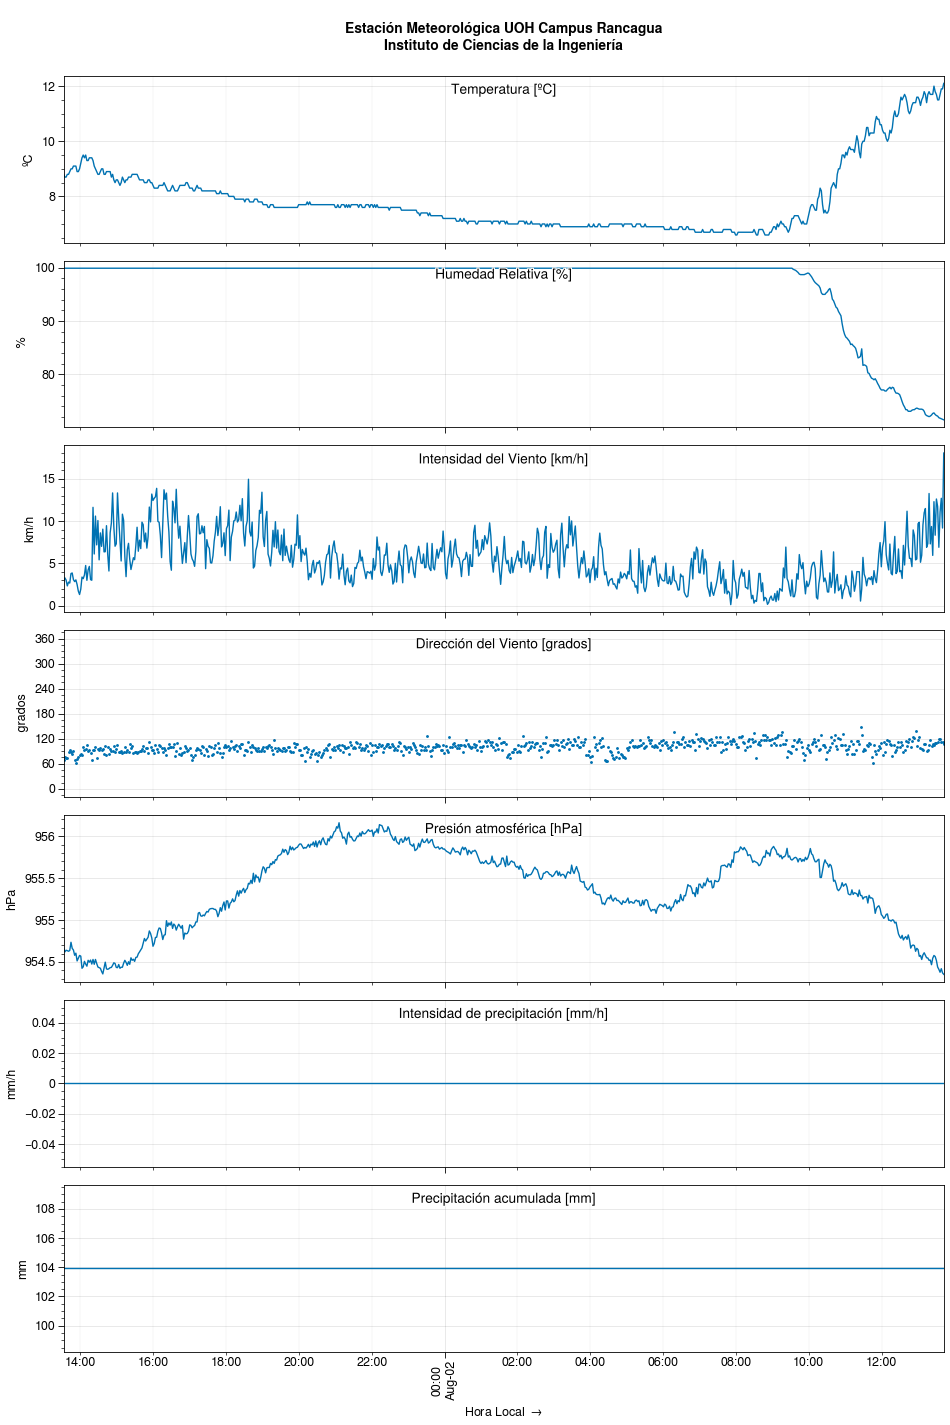 Estación Meteorológica UOH Campus Rancagua
Instituto de Ciencias de la Ingeniería
Temperatura [ºC]
12
10
8
ºC
Humedad Relativa [%]
100
90
80
%
Intensidad del Viento [km/h]
15
10
5
0
km/h
Dirección del Viento [grados]
360
300
240
180
120
60
0
grados
Presión atmosférica [hPa]
956
955.5
955
954.5
hPa
Intensidad de precipitación [mm/h]
0.04
0.02
0
−0.02
−0.04
mm/h
Precipitación acumulada [mm]
108
106
104
102
100
mm
14:00 16:00 18:00 20:00 22:00 00:00 02:00 04:00 06:00 08:00 10:00 12:00
Aug-02
Hora Local →